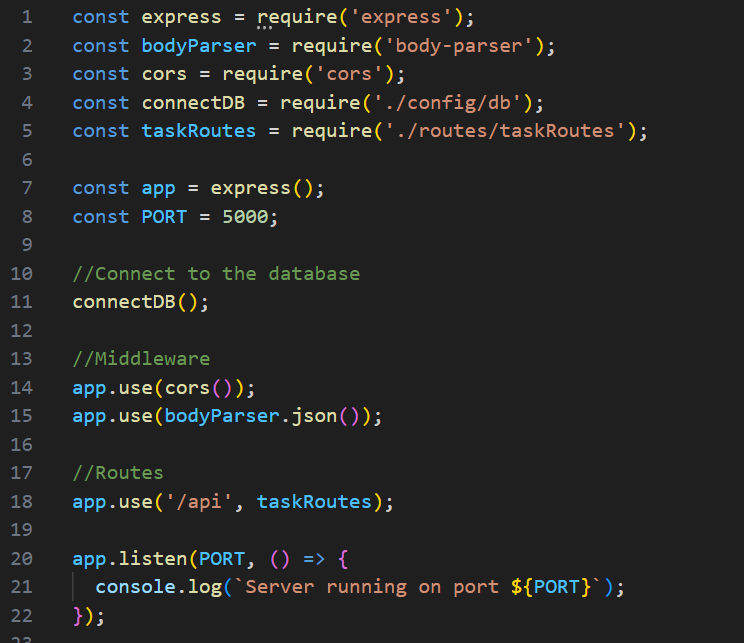 1 const express = require('express');
2 const bodyParser = require('body-parser');
3 const cors = require('cors');
4 const connectDB = require('./config/db');
5 const taskRoutes = require('./routes/taskRoutes');
6
7 const app = express();
8 const PORT = 5000;
9
10 //Connect to the database
11 connectDB();
12
13 //Middleware
14 app.use(cors());
15 app.use(bodyParser.json());
16
17 //Routes
18 app.use('/api', taskRoutes);
19
20 app.listen(PORT, () => {
21   console.log(`Server running on port ${PORT}`);
22 });
23